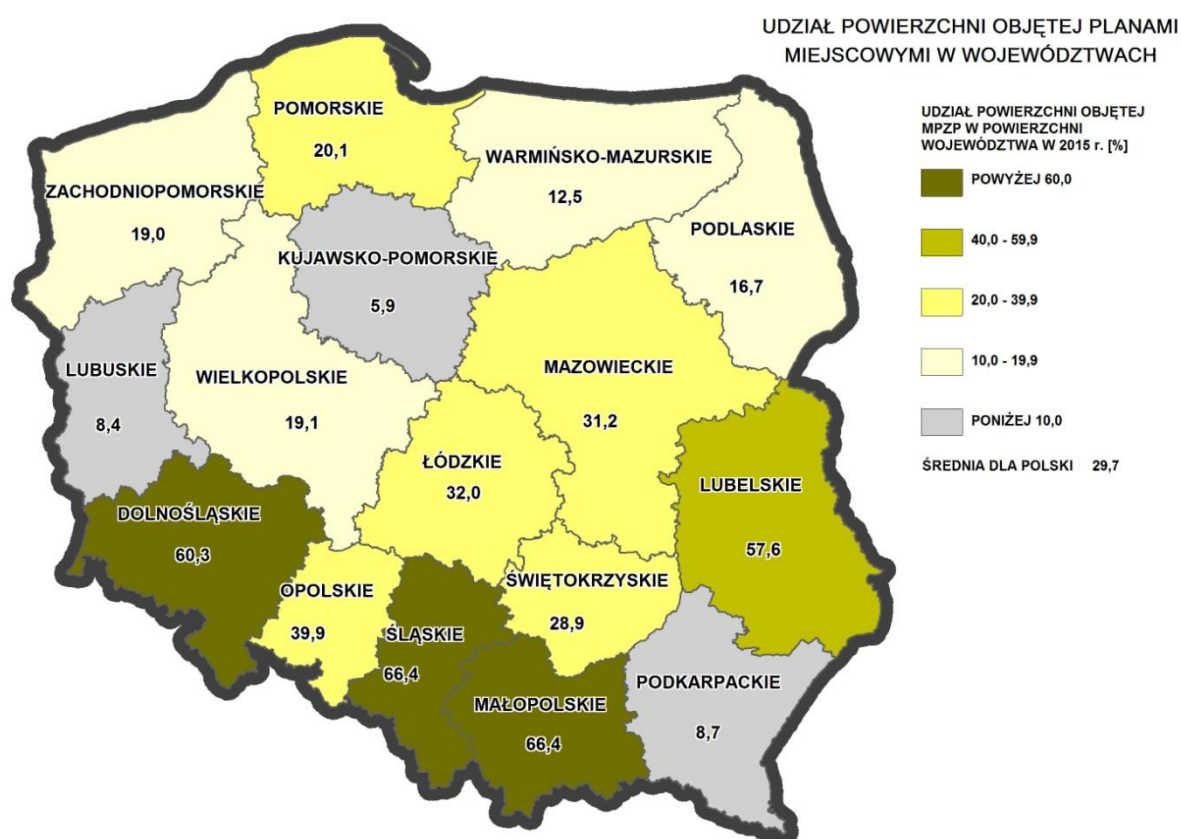 UDZIAŁ POWIERZCHNI OBJĘTEJ PLANAMI
MIEJSCOWYMI W WOJEWÓDZTWACH
UDZIAŁ POWIERZCHNI OBJĘTEJ
MPZP W POWIERZCHNI
WOJEWÓDZTWA W 2015 r. [%]
POWYŻEJ 60,0
40,0 - 59,9
20,0 - 39,9
10,0 - 19,9
PONIŻEJ 10,0
ŚREDNIA DLA POLSKI 29,7
POMORSKIE
20,1
WARMIŃSKO-MAZURSKIE
12,5
ZACHODNIOPOMORSKIE
19,0
PODLASKIE
16,7
KUJAWSKO-POMORSKIE
5,9
LUBUSKIE
8,4
WIELKOPOLSKIE
19,1
MAZOWIECKIE
31,2
ŁÓDZKIE
32,0
LUBELSKIE
57,6
DOLNOŚLĄSKIE
60,3
OPOLSKIE
39,9
ŚLĄSKIE
66,4
ŚWIĘTOKRZYSKIE
28,9
MAŁOPOLSKIE
66,4
PODKARPACKIE
8,7